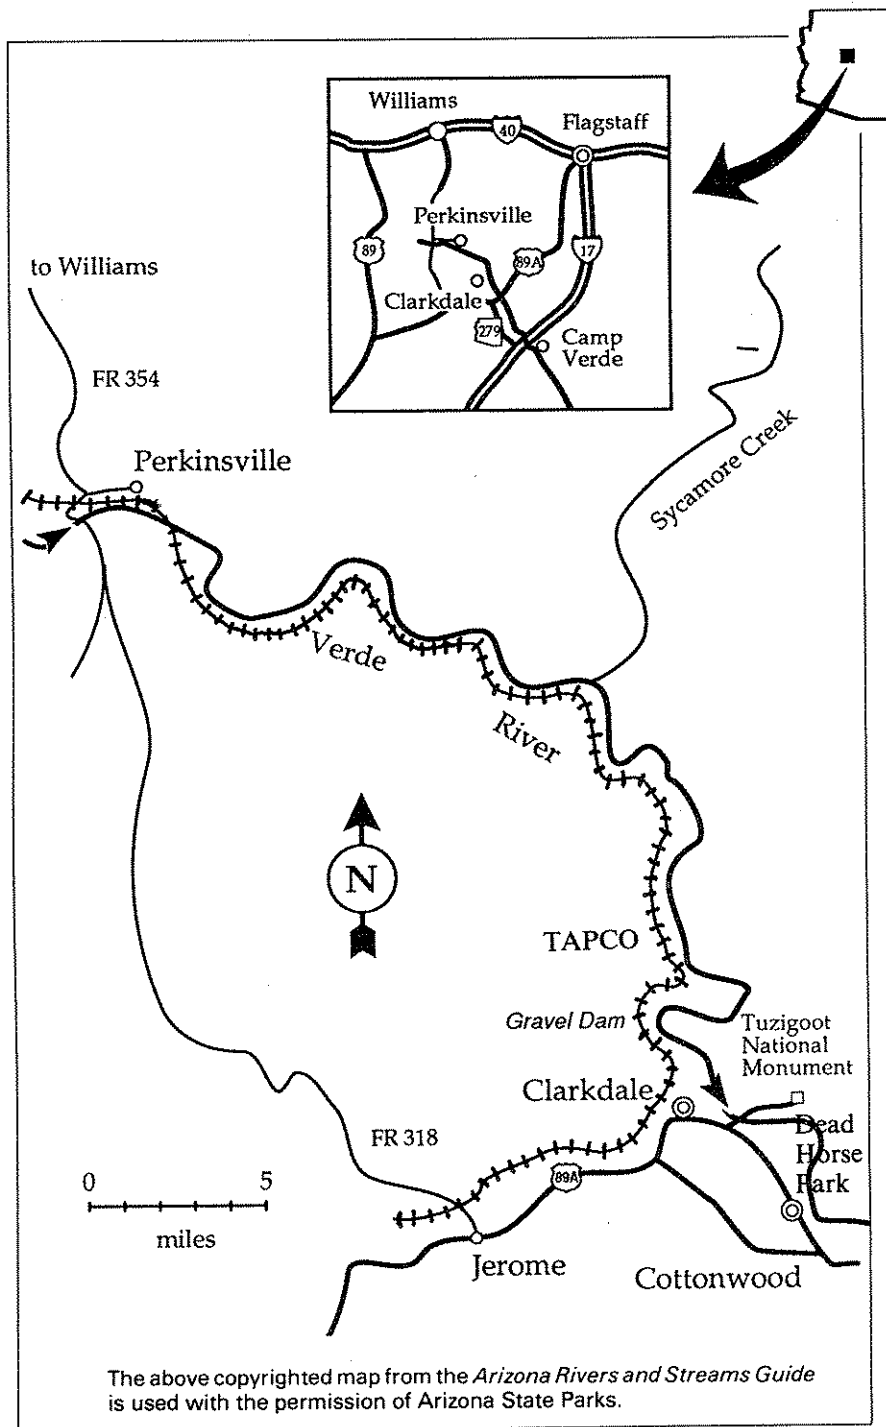 Williams
40
Flagstaff
Perkinsville
89
89A
17
Clarkdale
279
Camp
Verde
to Williams
FR 354
Perkinsville
Sycamore Creek
Verde
River
N
TAPCO
Gravel Dam
Tuzigoot
National
Monument
Clarkdale
Dead
Horse
Park
FR 318
89A
0 5
miles
Jerome
Cottonwood
The above copyrighted map from the Arizona Rivers and Streams Guide
is used with the permission of Arizona State Parks.